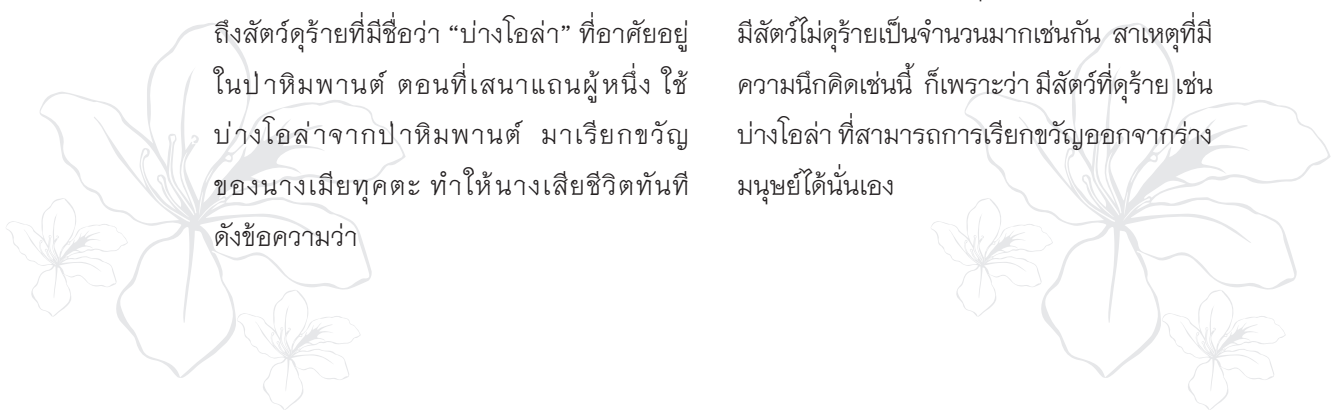 ถึงสัตว์ดุร้ายที่มีชื่อว่า “บ่างโอล่า” ที่อาศัยอยู่
ในป่าหิมพานต์ ตอนที่เสนาแถนผู้หนึ่ง ใช้
บ่างโอล่าจากป่าหิมพานต์ มาเรียกขวัญ
ของนางเมียทุคตะ ทำให้นางเสียชีวิตทันที
ดังข้อความว่า
มีสัตว์ไม่ดุร้ายเป็นจำนวนมากเช่นกัน สาเหตุที่มี
ความนึกคิดเช่นนี้ ก็เพราะว่า มีสัตว์ที่ดุร้าย เช่น
บ่างโอล่า ที่สามารถการเรียกขวัญออกจากร่าง
มนุษย์ได้นั่นเอง